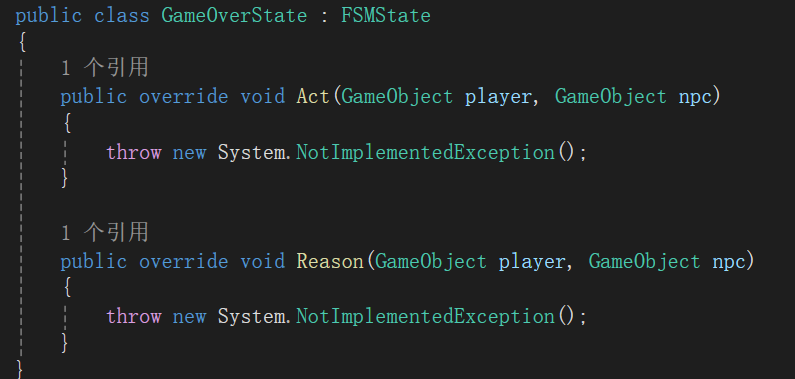 public class GameOverState : FSMState
{
1 个引用
public override void Act(GameObject player, GameObject npc)
{
throw new System.NotImplementedException();
}
1 个引用
public override void Reason(GameObject player, GameObject npc)
{
throw new System.NotImplementedException();
}
}